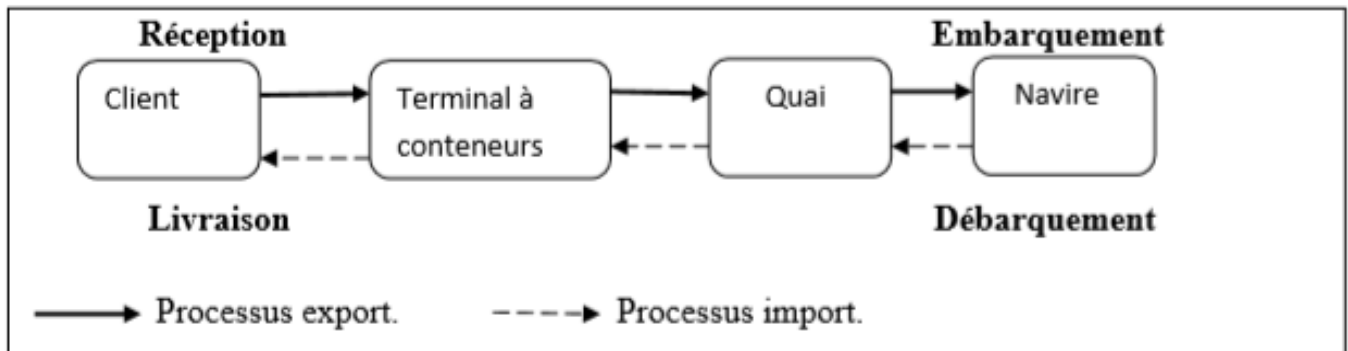 Réception
Embarquement
Client
Terminal à
conteneurs
Quai
Navire
Livraison
Débarquement
Processus export.
Processus import.